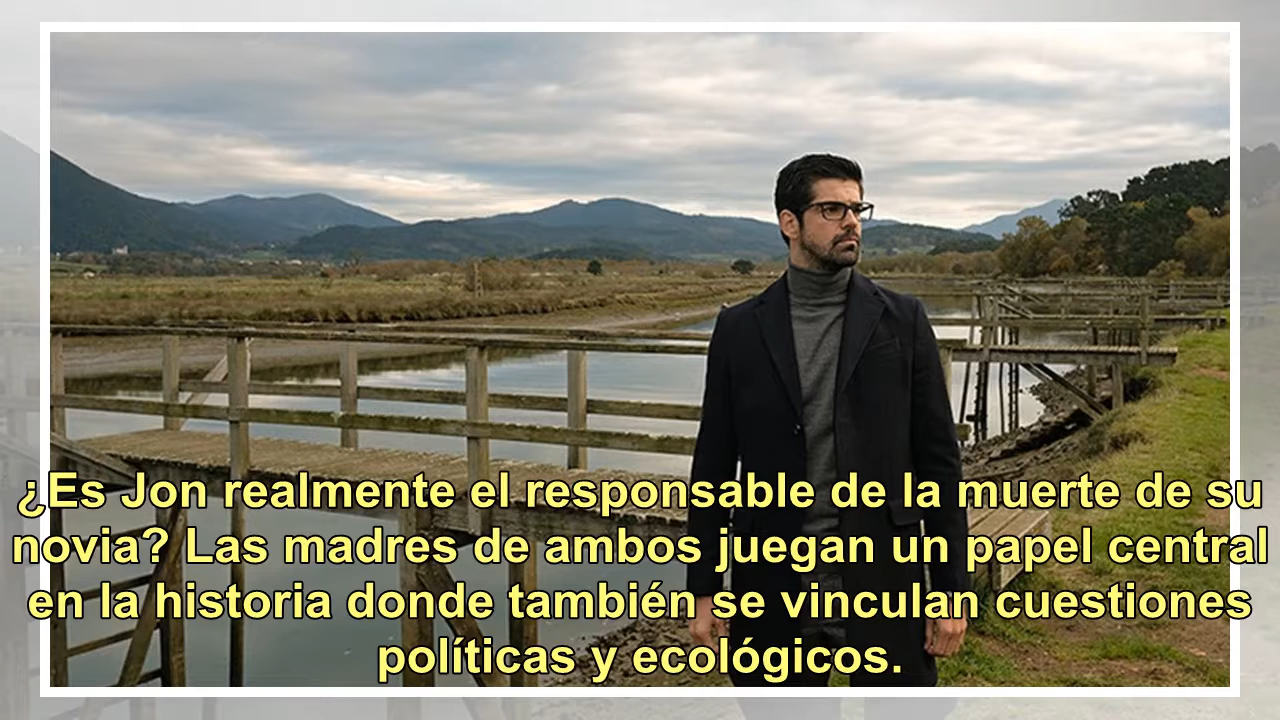 ¿Es Jon realmente el responsable de la muerte de su
novia? Las madres de ambos juegan un papel central
en la historia donde también se vinculan cuestiones
políticas y ecológicos.